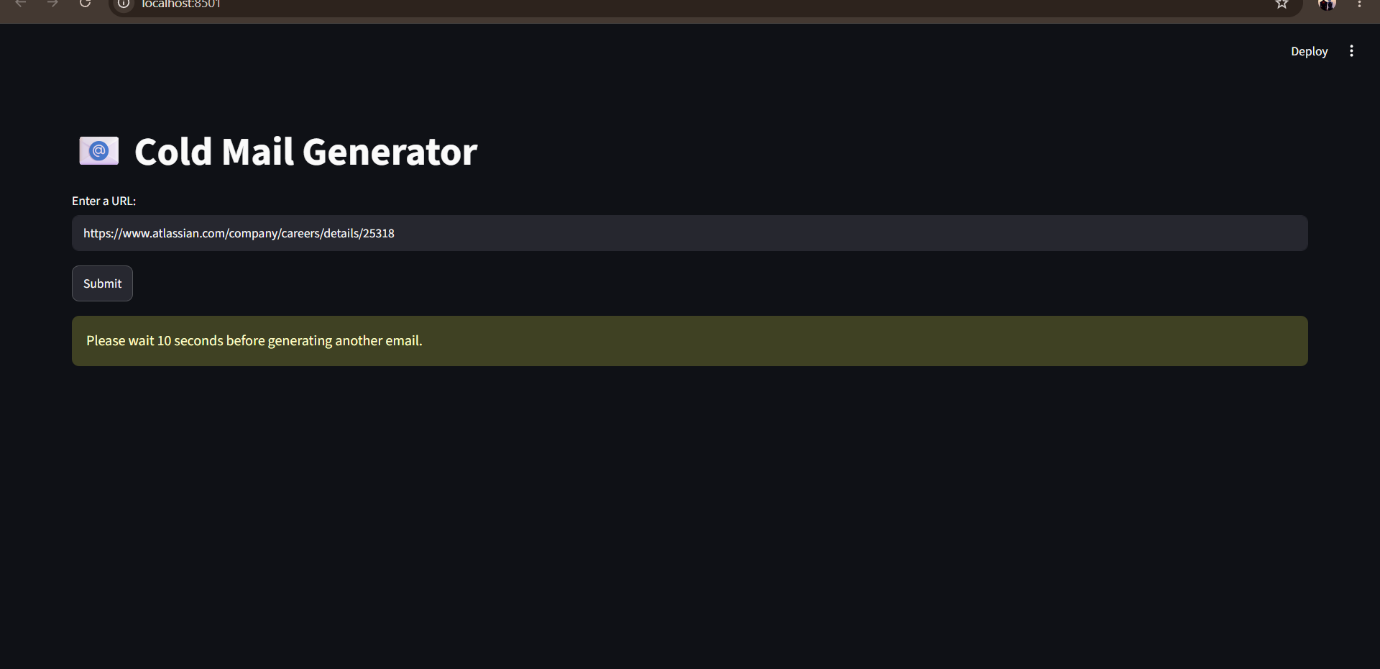 localhost:8501
Deploy
Cold Mail Generator
Enter a URL:
https://www.atlassian.com/company/careers/details/25318
Submit
Please wait 10 seconds before generating another email.